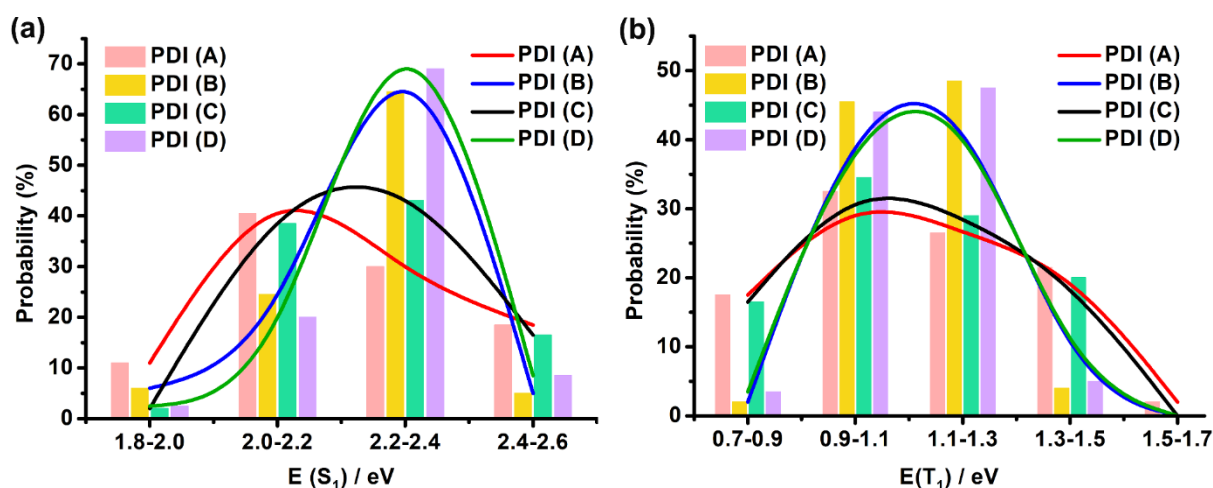 (a)
PDI (A)
PDI (B)
PDI (C)
PDI (D)
PDI (A)
PDI (B)
PDI (C)
PDI (D)
Probability (%)
70
60
50
40
30
20
10
0
1.8-2.0
2.0-2.2
2.2-2.4
2.4-2.6
E (S₁) / eV
(b)
PDI (A)
PDI (B)
PDI (C)
PDI (D)
PDI (A)
PDI (B)
PDI (C)
PDI (D)
Probability (%)
50
40
30
20
10
0
0.7-0.9
0.9-1.1
1.1-1.3
1.3-1.5
1.5-1.7
E(T₁) / eV